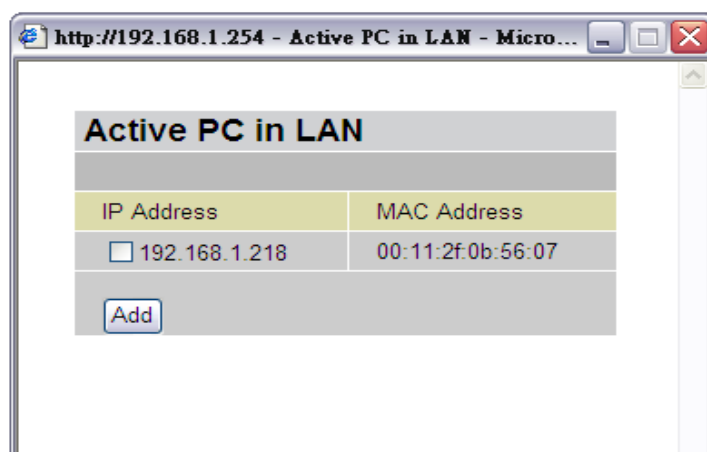 http://192.168.1.254 - Active PC in LAN - Micro...
Active PC in LAN
IP Address MAC Address
192.168.1.218 00:11:2f:0b:56:07
Add